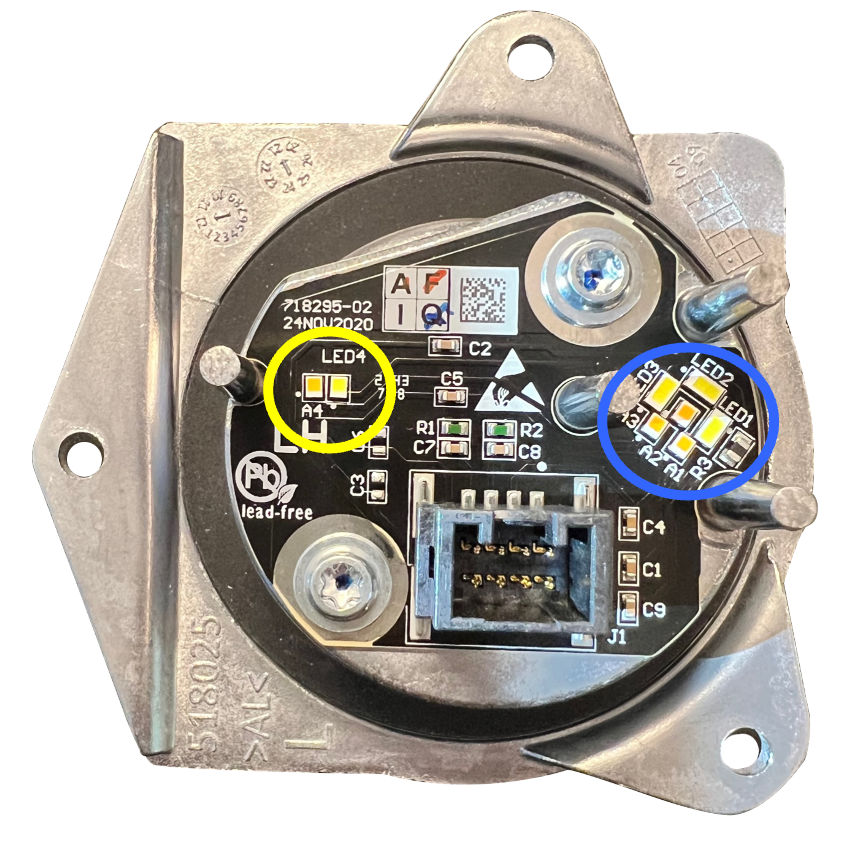 A F
I Q
718295-02
24NOV2020
C2
LED4
C5
A4
LH
R1
R2
C7
C8
C3
Pb
lead-free
LED2
LED1
A3
A2
A1
R3
C4
C1
C9
J1
518025
>AL<
L